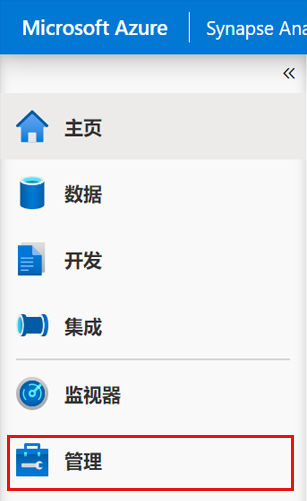 Microsoft Azure
Synapse Ana
主页
数据
开发
集成
监视器
管理